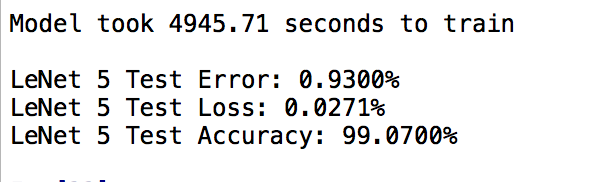 Model took 4945.71 seconds to train
LeNet 5 Test Error: 0.9300%
LeNet 5 Test Loss: 0.0271%
LeNet 5 Test Accuracy: 99.0700%